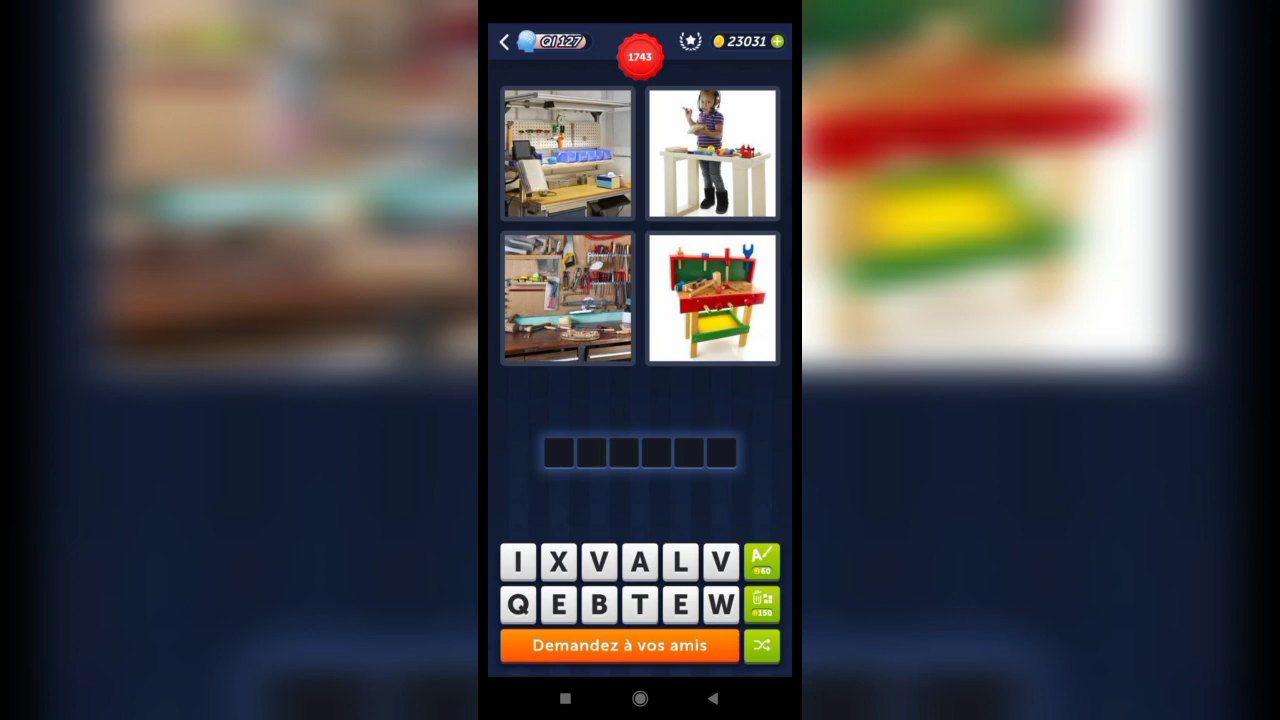 QI 127
1743
23031
I X V A L V
60
Q E B T E W
150
Demandez à vos amis